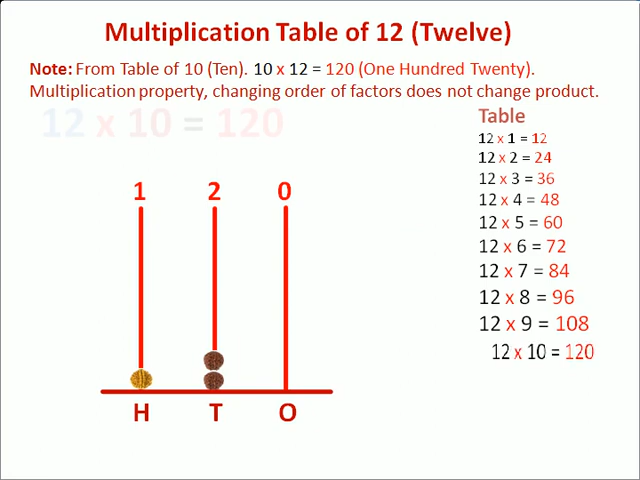 Multiplication Table of 12 (Twelve)
Note: From Table of 10 (Ten). 10 x 12 = 120 (One Hundred Twenty).
Multiplication property, changing order of factors does not change product.
12 x 10 = 120
Table
12 x 1 = 12
12 x 2 = 24
12 x 3 = 36
12 x 4 = 48
12 x 5 = 60
12 x 6 = 72
12 x 7 = 84
12 x 8 = 96
12 x 9 = 108
12 x 10 = 120
1 2 0
H T O